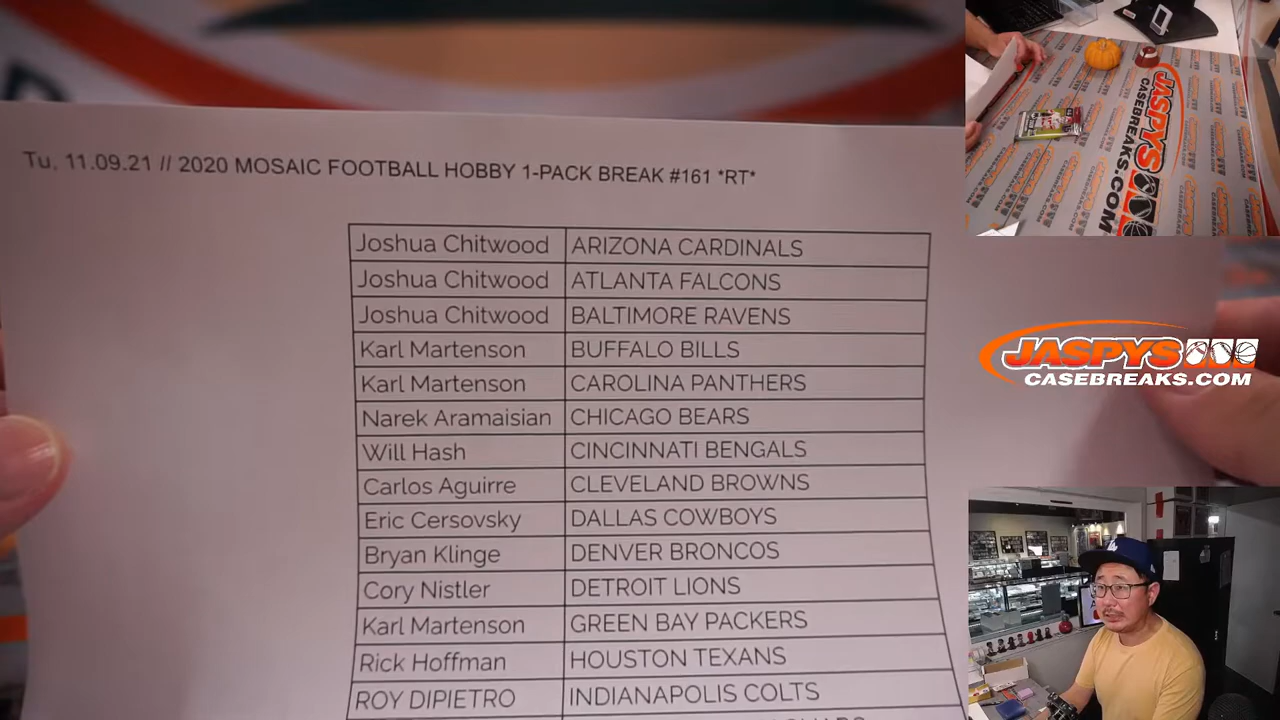 Tu, 11.09.21 // 2020 MOSAIC FOOTBALL HOBBY 1-PACK BREAK #161 *RT*
Joshua Chitwood ARIZONA CARDINALS
Joshua Chitwood ATLANTA FALCONS
Joshua Chitwood BALTIMORE RAVENS
Karl Martenson BUFFALO BILLS
Karl Martenson CAROLINA PANTHERS
Narek Aramaisian CHICAGO BEARS
Will Hash CINCINNATI BENGALS
Carlos Aguirre CLEVELAND BROWNS
Eric Cersovsky DALLAS COWBOYS
Bryan Klinge DENVER BRONCOS
Cory Nistler DETROIT LIONS
Karl Martenson GREEN BAY PACKERS
Rick Hoffman HOUSTON TEXANS
ROY DIPIETRO INDIANAPOLIS COLTS
JASPYS
CASEBREAKS.COM
JASPYS
CASEBREAKS.COM